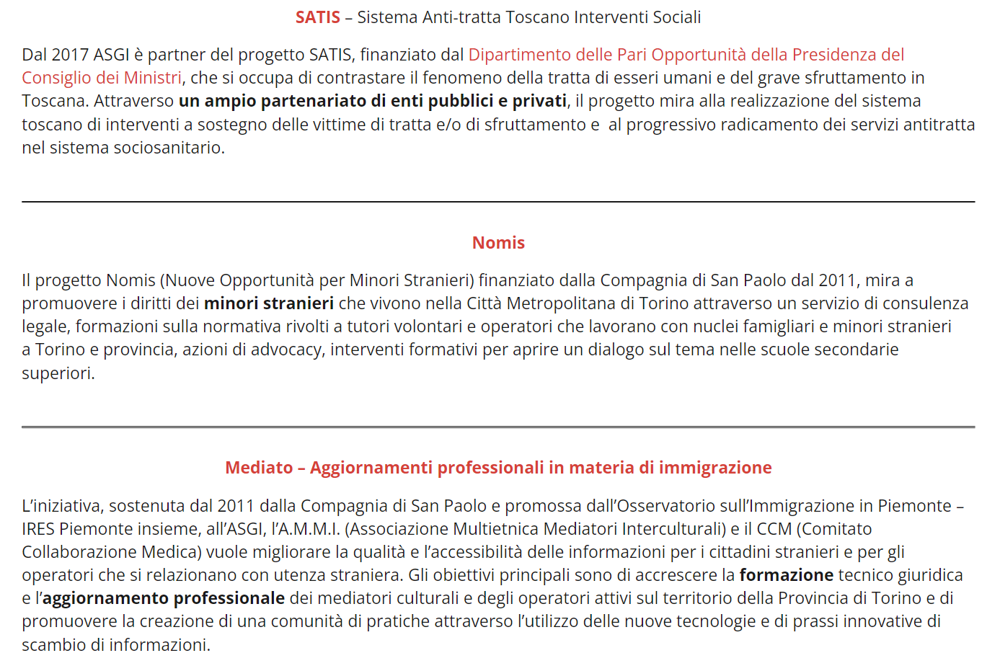 SATIS – Sistema Anti-tratta Toscano Interventi Sociali
Dal 2017 ASGI è partner del progetto SATIS, finanziato dal Dipartimento delle Pari Opportunità della Presidenza del
Consiglio dei Ministri, che si occupa di contrastare il fenomeno della tratta di esseri umani e del grave sfruttamento in
Toscana. Attraverso un ampio partenariato di enti pubblici e privati, il progetto mira alla realizzazione del sistema
toscano di interventi a sostegno delle vittime di tratta e/o di sfruttamento e  al progressivo radicamento dei servizi antitratta
nel sistema sociosanitario.
Nomis
Il progetto Nomis (Nuove Opportunità per Minori Stranieri) finanziato dalla Compagnia di San Paolo dal 2011, mira a
promuovere i diritti dei minori stranieri che vivono nella Città Metropolitana di Torino attraverso un servizio di consulenza
legale, formazioni sulla normativa rivolti a tutori volontari e operatori che lavorano con nuclei famigliari e minori stranieri
a Torino e provincia, azioni di advocacy, interventi formativi per aprire un dialogo sul tema nelle scuole secondarie
superiori.
Mediato – Aggiornamenti professionali in materia di immigrazione
L’iniziativa, sostenuta dal 2011 dalla Compagnia di San Paolo e promossa dall’Osservatorio sull’Immigrazione in Piemonte –
IRES Piemonte insieme, all’ASGI, l’A.M.M.I. (Associazione Multietnica Mediatori Interculturali) e il CCM (Comitato
Collaborazione Medica) vuole migliorare la qualità e l’accessibilità delle informazioni per i cittadini stranieri e per gli
operatori che si relazionano con utenza straniera. Gli obiettivi principali sono di accrescere la formazione tecnico giuridica
e l’aggiornamento professionale dei mediatori culturali e degli operatori attivi sul territorio della Provincia di Torino e di
promuovere la creazione di una comunità di pratiche attraverso l’utilizzo delle nuove tecnologie e di prassi innovative di
scambio di informazioni.